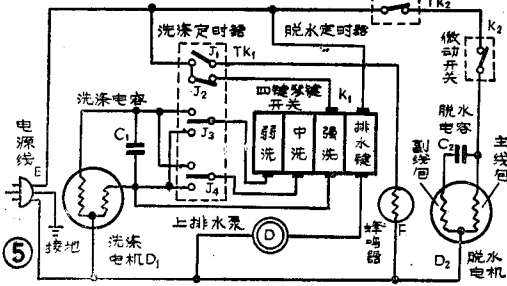 TK₂
K₂
洗涤定时器
脱水定时器
微动
开关
J₁
TK₁
J₂
四键琴键
开关
K₁
洗涤电容
脱水
电容
C₁
J₃
弱洗
中洗
强洗
排水键
C₂
副线包
主线包
电源线
E
J₄
上排水泵
D
蜂鸣器
F
⑤
接地
洗涤
电机D₁
D₂
脱水
电机